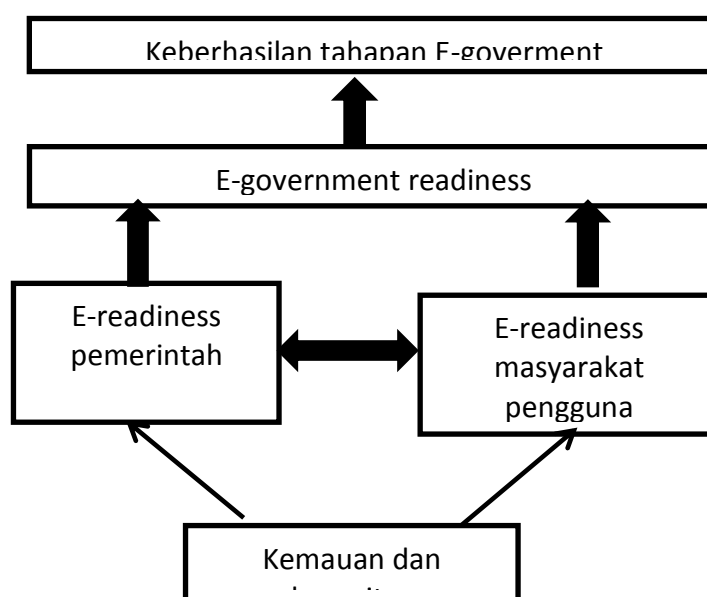 Keberhasilan tahapan E-goverment
E-government readiness
E-readiness
pemerintah
E-readiness
masyarakat
pengguna
Kemauan dan